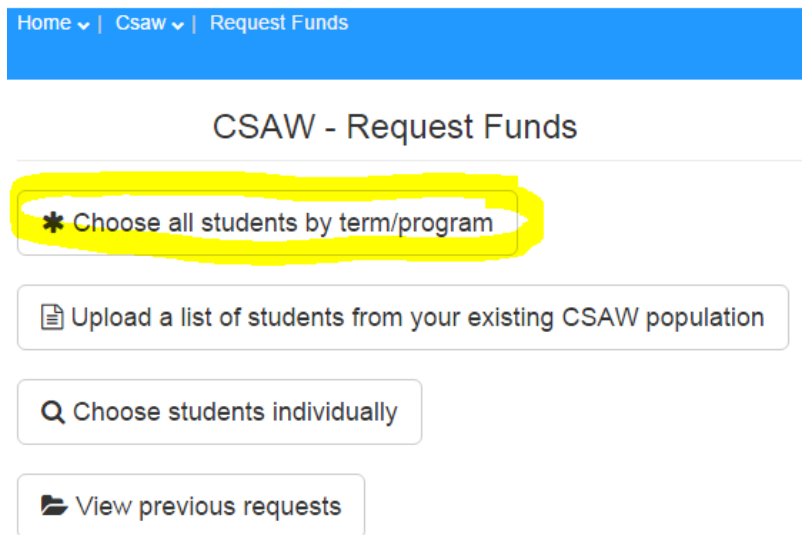 Home | Csaw | Request Funds
CSAW - Request Funds
Choose all students by term/program
Upload a list of students from your existing CSAW population
Choose students individually
View previous requests